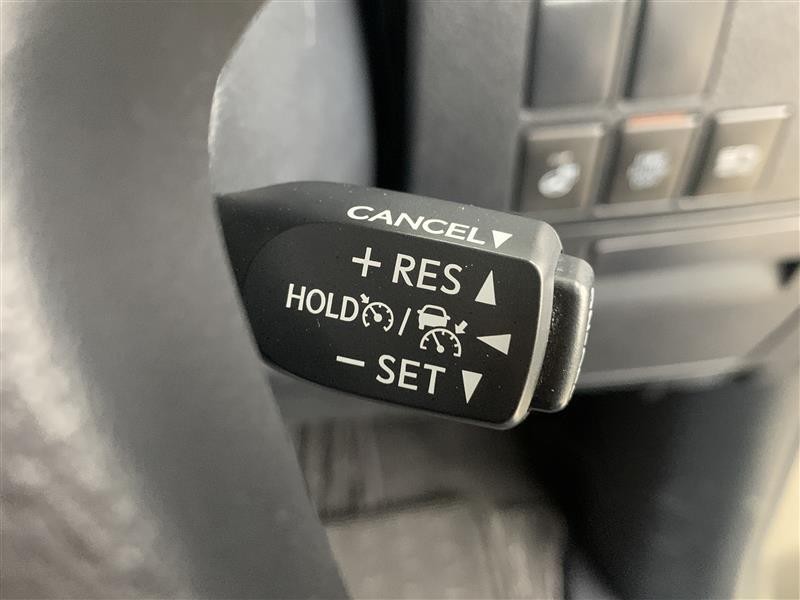 CANCEL▼
+ RES ▲
HOLD / ◀
− SET ▼